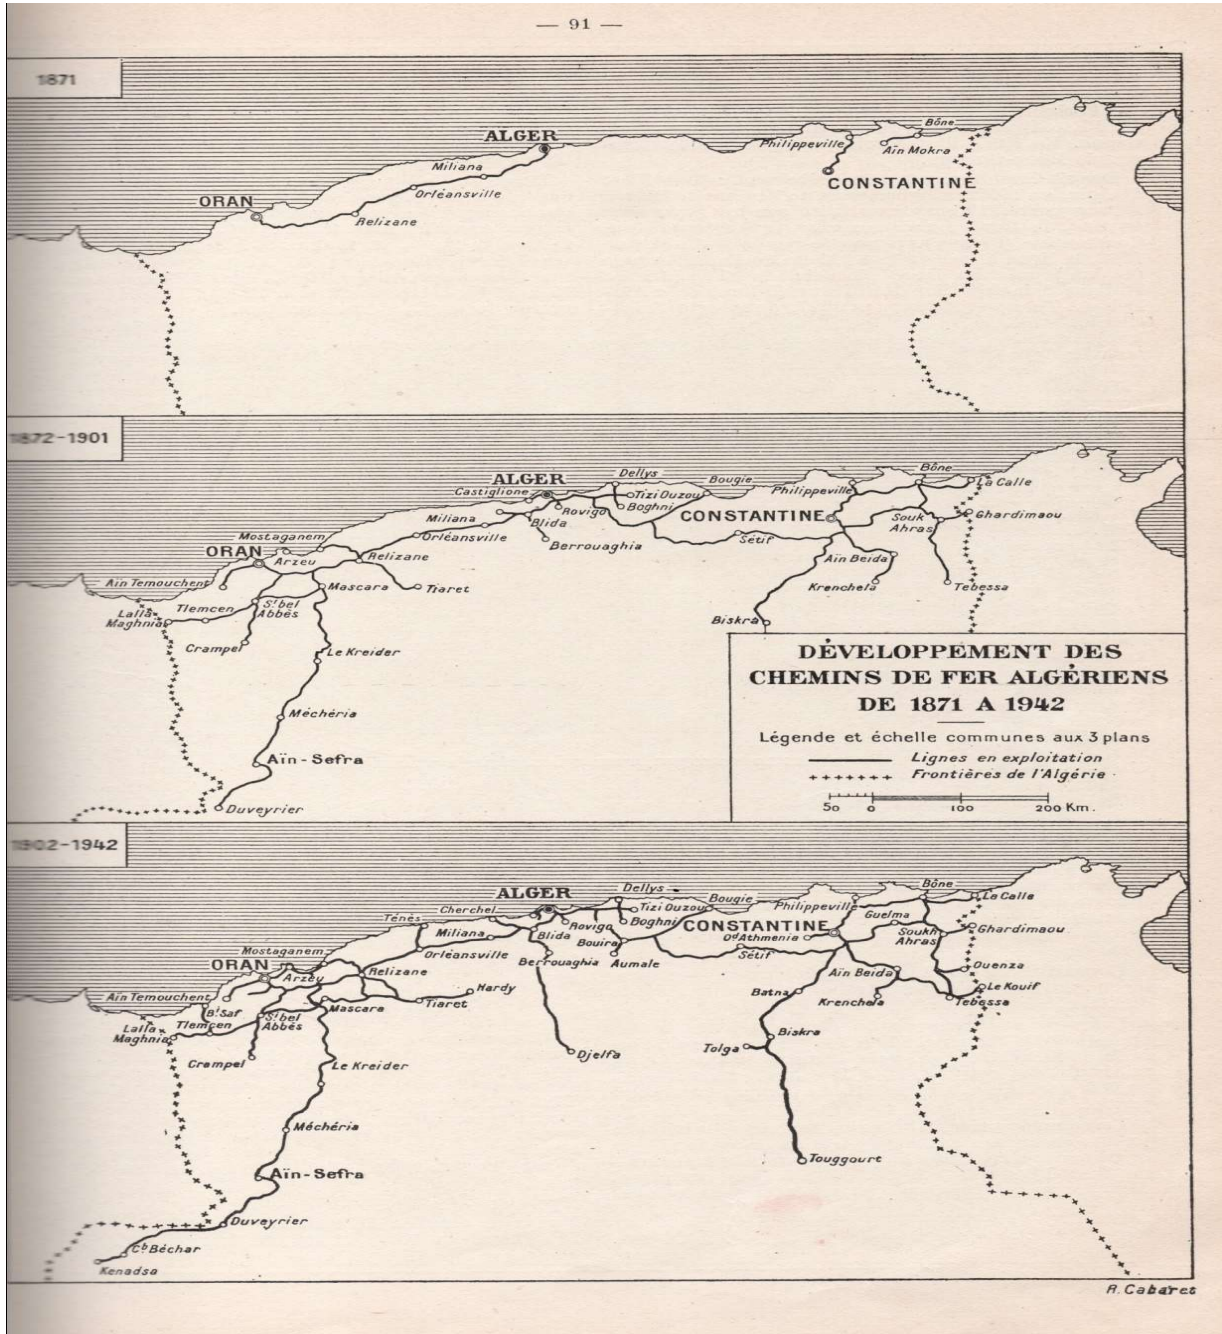 — 91 —
1871
ALGER
Miliana
Orléansville
ORAN
Relizane
Philippeville
Bône
Aïn Mokra
CONSTANTINE
1872-1901
ALGER
Castiglione
Dellys
Bougie
Tizi Ouzou
Boghni
Rovigo
Blida
Miliana
Berrouaghia
Orléansville
Mostaganem
ORAN
Arzeu
Relizane
Aïn Temouchent
Mascara
Tiaret
Lalla
Maghnia
Tlemcen
St bel
Abbès
Crampel
Le Kreider
Méchéria
Aïn-Sefra
Duveyrier
Philippeville
Bône
La Calle
CONSTANTINE
Souk
Ahras
Ghardimaou
Sétif
Aïn Beida
Krenchela
Tebessa
Biskra
DÉVELOPPEMENT DES
CHEMINS DE FER ALGÉRIENS
DE 1871 A 1942
Légende et échelle communes aux 3 plans
Lignes en exploitation
Frontières de l'Algérie
50 0 100 200 Km.
1902-1942
ALGER
Cherchel
Ténès
Dellys
Bougie
Tizi Ouzou
Boghni
Rovigo
Blida
Bouira
Miliana
Orléansville
Berrouaghia
Aumale
Mostaganem
ORAN
Arzeu
Relizane
Hardy
Aïn Temouchent
Bi Saf
Mascara
Tiaret
Lalla
Maghnia
Tlemcen
St bel
Abbès
Crampel
Le Kreider
Djelfa
Méchéria
Aïn-Sefra
Duveyrier
Cb Béchar
Kenadsa
Philippeville
Bône
La Calle
Guelma
CONSTANTINE
Od Athmenia
Soukh
Ahras
Ghardimaou
Sétif
Aïn Beida
Ouenza
Le Kouif
Batna
Krenchela
Tebessa
Biskra
Tolga
Touggourt
R. Cabaret